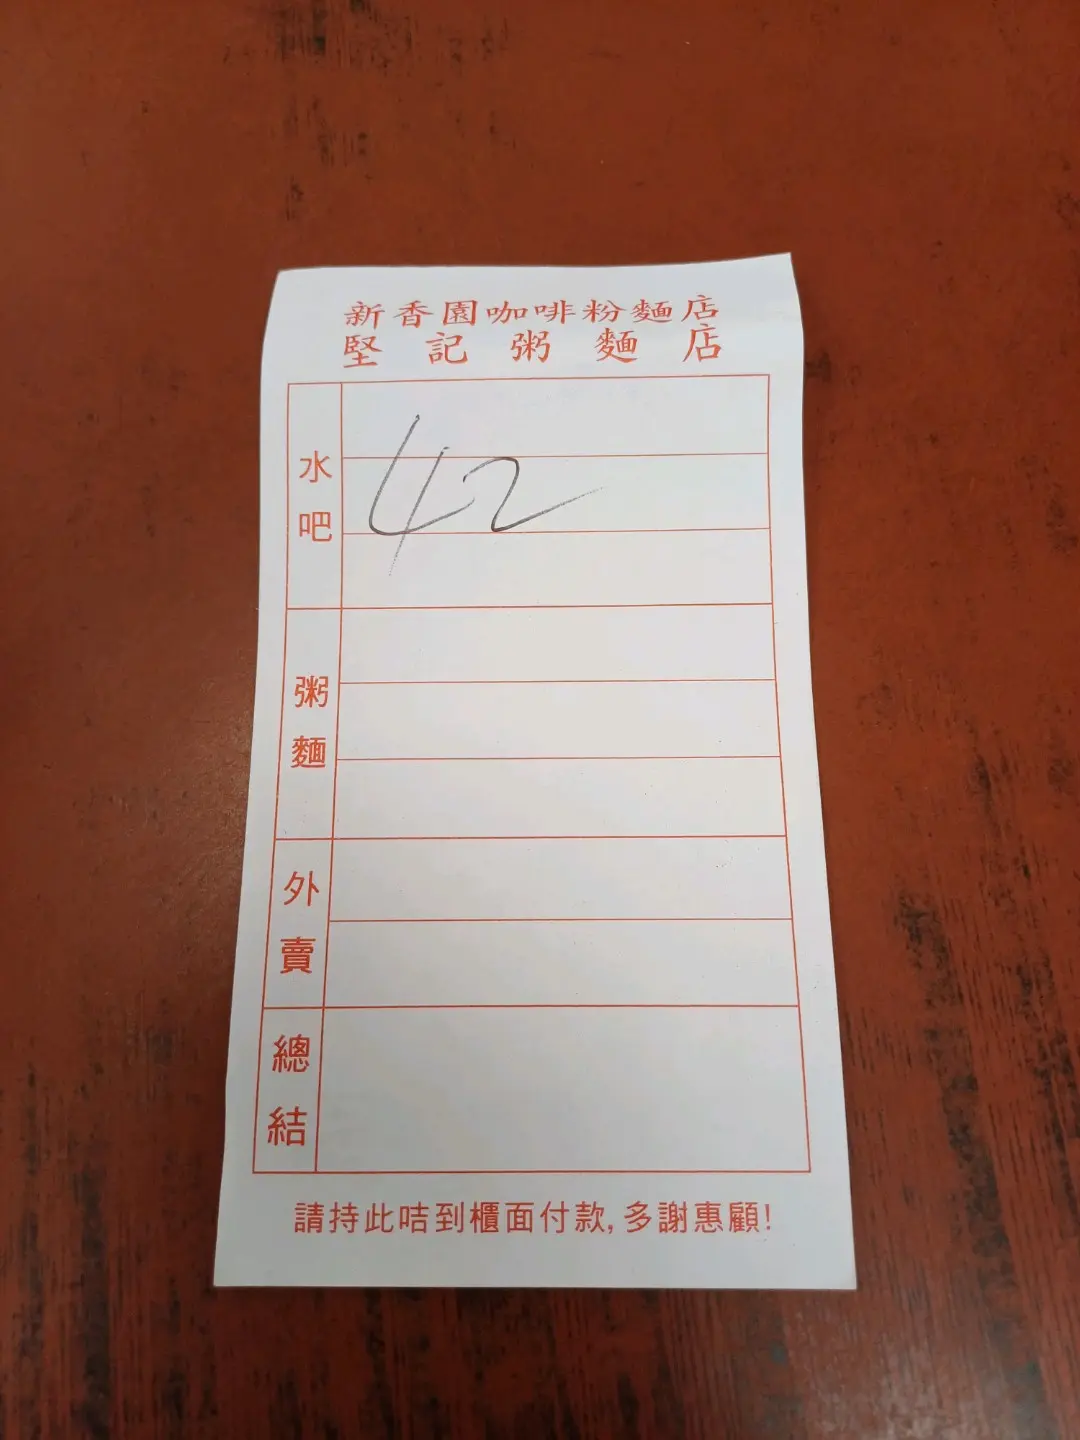 新香園咖啡粉麵店
堅記粥麵店
水吧
42
粥麵
外賣
總結
請持此咭到櫃面付款,多謝惠顧!